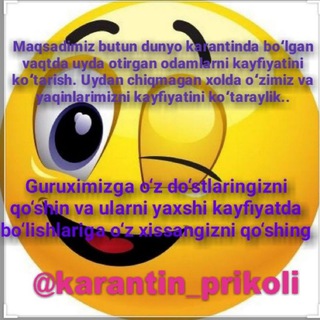 Maqsadimiz butun dunyo karantinda bo'lgan
vaqtda uyda otirgan odamlarni kayfiyatini
ko'tarish. Uydan chiqmagan xolda o'zimiz va
yaqinlarimizni kayfiyatini ko'taraylik..
Guruximizga o'z do'stlaringizni
qo'shin va ularni yaxshi kayfiyatda
bo'lishlariga o'z xissangizni qo'shing
@karantin_prikoli